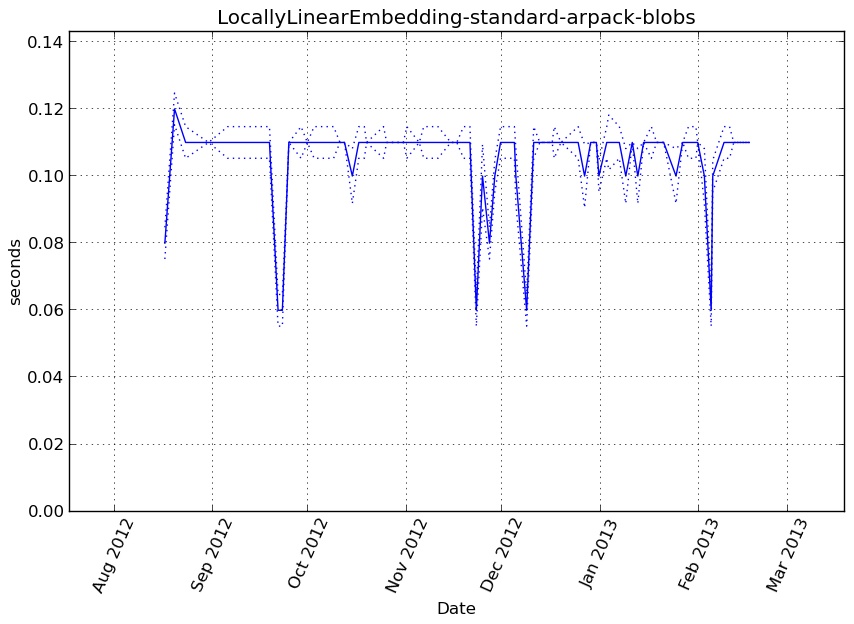 LocallyLinearEmbedding-standard-arpack-blobs
0.14
0.12
0.10
0.08
0.06
0.04
0.02
0.00
seconds
Aug 2012
Sep 2012
Oct 2012
Nov 2012
Dec 2012
Jan 2013
Feb 2013
Mar 2013
Date